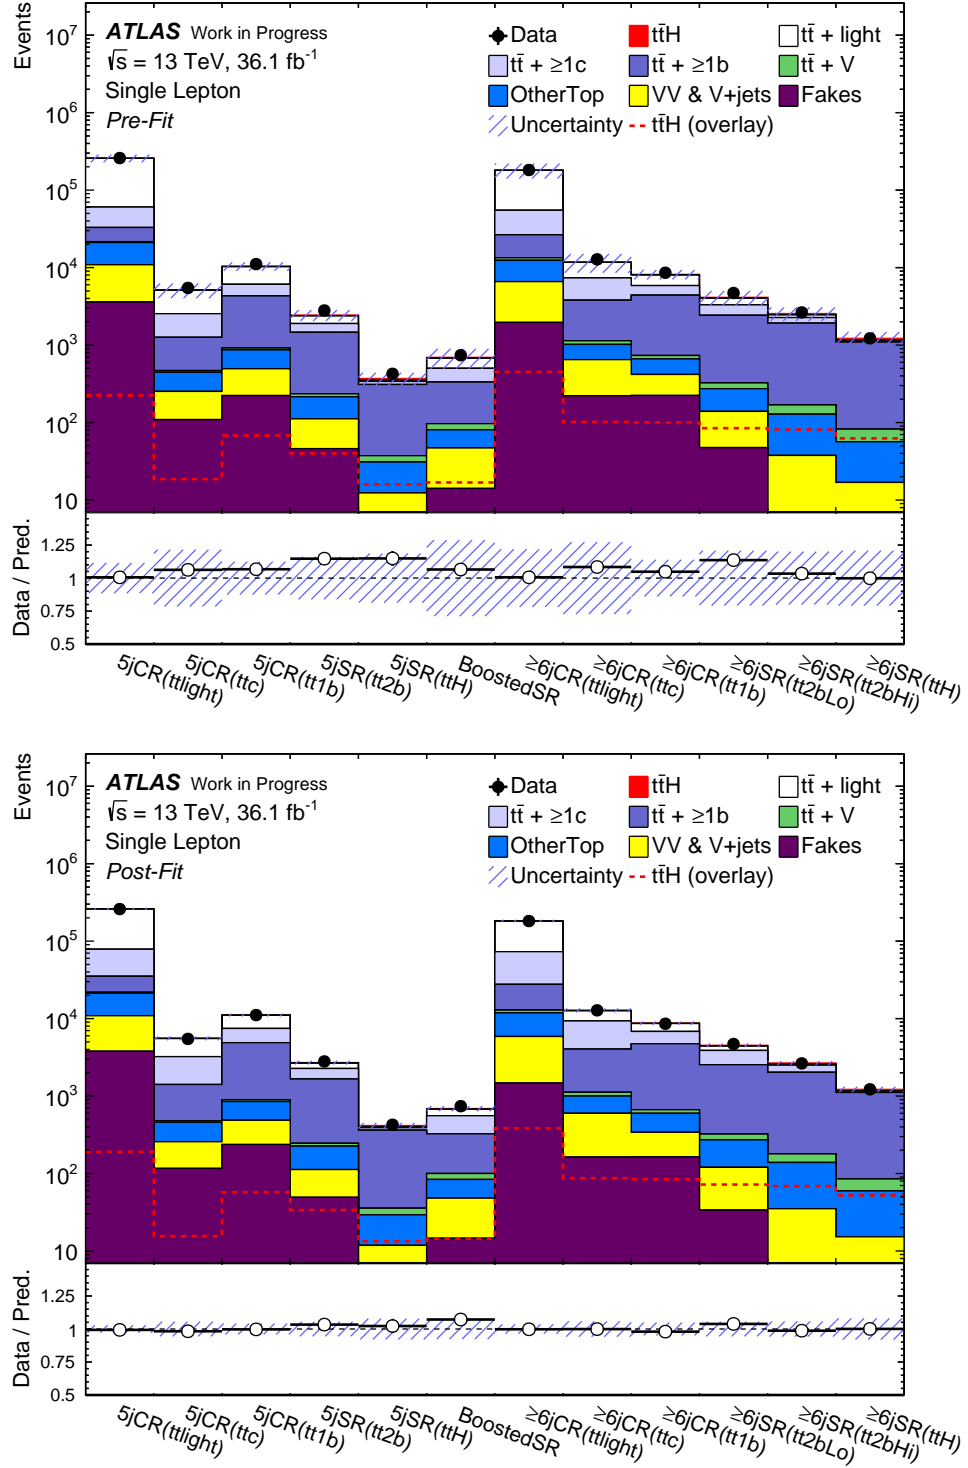 Events
10⁷
10⁶
10⁵
10⁴
10³
10²
10
ATLAS Work in Progress
√s = 13 TeV, 36.1 fb⁻¹
Single Lepton
Pre-Fit
Data
tt̄H
tt̄ + light
tt̄ + ≥1c
tt̄ + ≥1b
tt̄ + V
OtherTop
VV & V+jets
Fakes
Uncertainty
tt̄H (overlay)
Data / Pred.
1.25
1
0.75
0.5
5jCR(ttlight)
5jCR(ttc)
5jCR(tt1b)
5jSR(tt2b)
5jSR(ttH)
BoostedSR
≥6jCR(ttlight)
≥6jCR(ttc)
≥6jCR(tt1b)
≥6jSR(tt2bLo)
≥6jSR(tt2bHi)
≥6jSR(ttH)
Events
10⁷
10⁶
10⁵
10⁴
10³
10²
10
ATLAS Work in Progress
√s = 13 TeV, 36.1 fb⁻¹
Single Lepton
Post-Fit
Data
tt̄H
tt̄ + light
tt̄ + ≥1c
tt̄ + ≥1b
tt̄ + V
OtherTop
VV & V+jets
Fakes
Uncertainty
tt̄H (overlay)
Data / Pred.
1.25
1
0.75
0.5
5jCR(ttlight)
5jCR(ttc)
5jCR(tt1b)
5jSR(tt2b)
5jSR(ttH)
BoostedSR
≥6jCR(ttlight)
≥6jCR(ttc)
≥6jCR(tt1b)
≥6jSR(tt2bLo)
≥6jSR(tt2bHi)
≥6jSR(ttH)